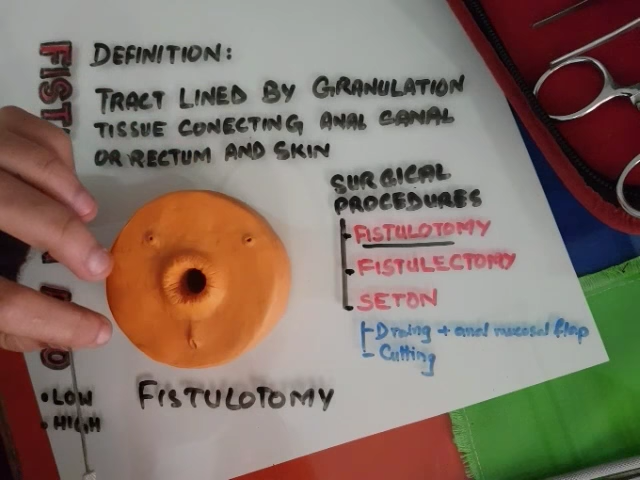 DEFINITION:
TRACT LINED BY GRANULATION
TISSUE CONECTING ANAL CANAL
OR RECTUM AND SKIN
SURGICAL
PROCEDURES
FISTULOTOMY
FISTULECTOMY
SETON
Draing + anal mucosal flap
Cutting
FISTULOTOMY
• LOW
• HIGH